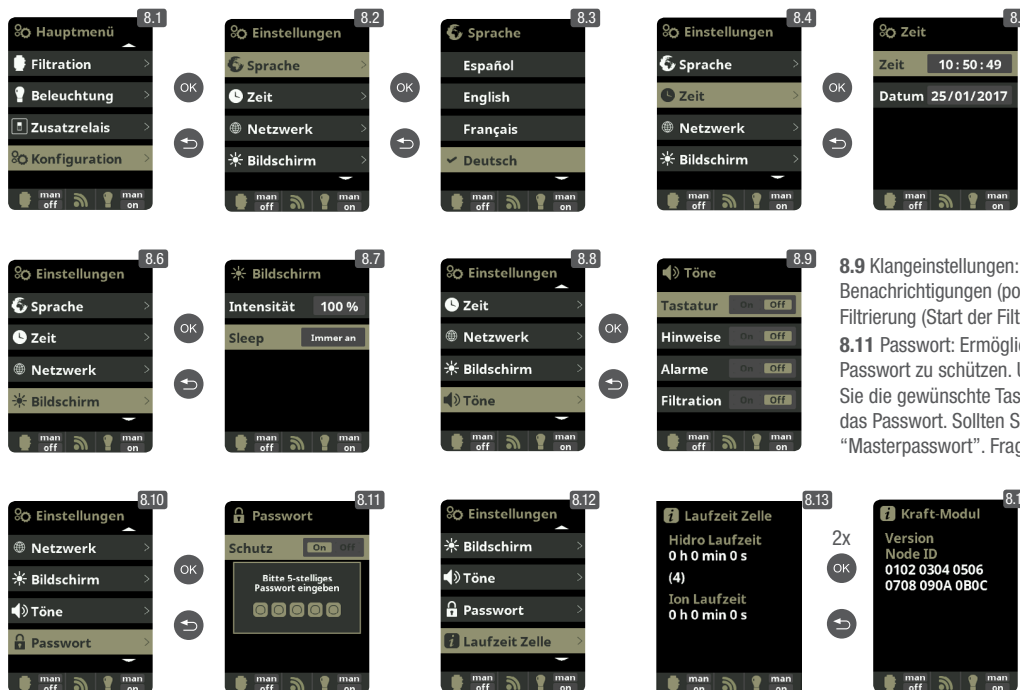 8.1
Hauptmenü
Filtration
Beleuchtung
Zusatzrelais
Konfiguration
man off
man on
OK
8.2
Einstellungen
Sprache
Zeit
Netzwerk
Bildschirm
man off
man on
OK
8.3
Sprache
Español
English
Français
Deutsch
man off
man on
8.4
Einstellungen
Sprache
Zeit
Netzwerk
Bildschirm
man off
man on
OK
8.
Zeit
Zeit 10:50:49
Datum 25/01/2017
man off
man on
8.6
Einstellungen
Sprache
Zeit
Netzwerk
Bildschirm
man off
man on
OK
8.7
Bildschirm
Intensität 100 %
Sleep Immer an
man off
man on
8.8
Einstellungen
Zeit
Netzwerk
Bildschirm
Töne
man off
man on
OK
8.9
Töne
Tastatur On Off
Hinweise On Off
Alarme On Off
Filtration On Off
man off
man on
8.9 Klangeinstellungen:
Benachrichtigungen (po
Filtrierung (Start der Filt
8.11 Passwort: Ermöglic
Passwort zu schützen. U
Sie die gewünschte Tas
das Passwort. Sollten S
“Masterpasswort”. Frag
8.10
Einstellungen
Netzwerk
Bildschirm
Töne
Passwort
man off
man on
OK
8.11
Passwort
Schutz On Off
Bitte 5-stelliges
Passwort eingeben
man off
man on
8.12
Einstellungen
Bildschirm
Töne
Passwort
Laufzeit Zelle
man off
man on
8.13
Laufzeit Zelle
Hidro Laufzeit
0 h 0 min 0 s
(4)
Ion Laufzeit
0 h 0 min 0 s
man off
man on
2x
OK
8.1
Kraft-Modul
Version
Node ID
0102 0304 0506
0708 090A 0B0C
man off
man on